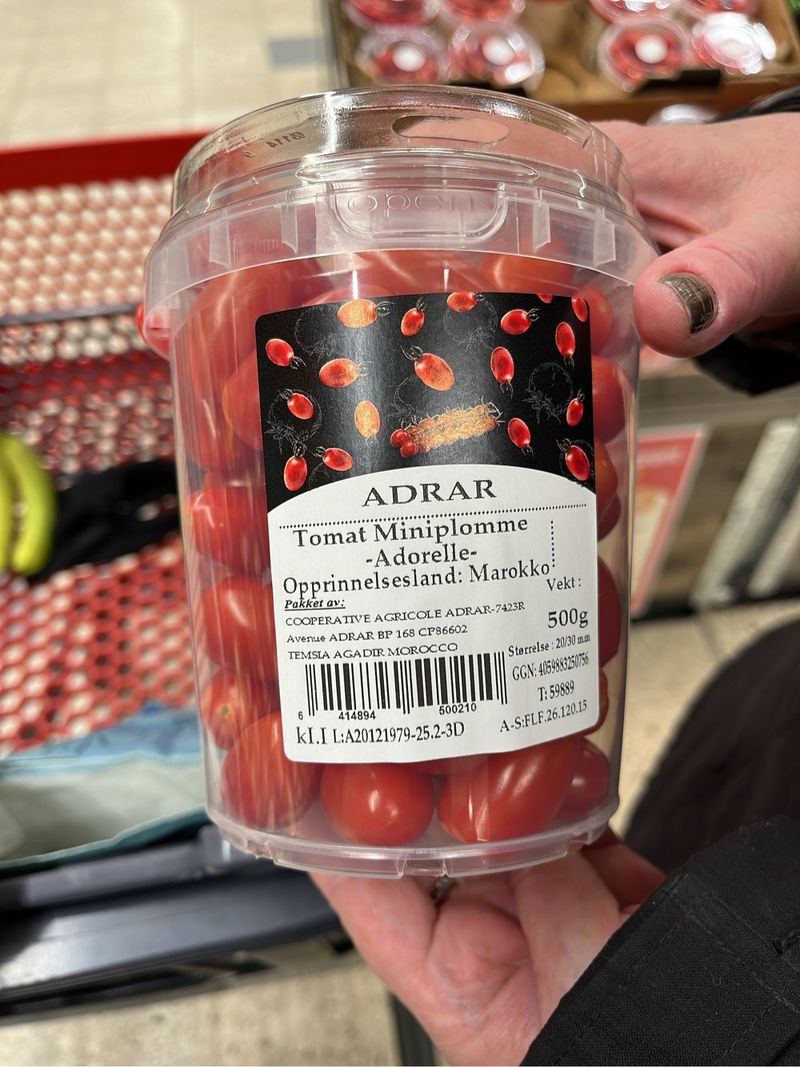 open
ADRAR
Tomat Miniplomme
-Adorelle-
Opprinnelsesland: Marokko
Pakket av:
Vekt :
COOPERATIVE AGRICOLE ADRAR-7423R
500g
Avenue ADRAR BP 168 CP86602
TEMSIA AGADIR MOROCCO
Størrelse : 20/30 mm
GGN: 4059883250756
6 414894 500210
T: 59889
kl.I L:A20121979-25.2-3D
A-S:FLF.26.120.15